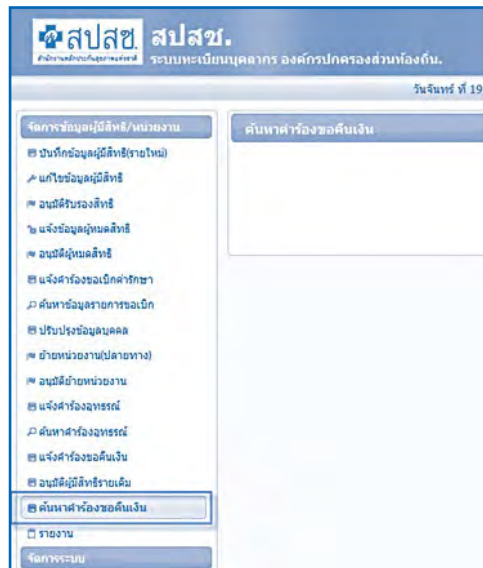 สปสช.
สำนักงานหลักประกันสุขภาพแห่งชาติ
สปสช.
ระบบทะเบียนบุคลากร องค์กรปกครองส่วนท้องถิ่น.
วันจันทร์ ที่ 19
จัดการข้อมูลผู้มีสิทธิ/หน่วยงาน
บันทึกข้อมูลผู้มีสิทธิ(รายใหม่)
แก้ไขข้อมูลผู้มีสิทธิ
อนุมัติรับรองสิทธิ
แจ้งข้อมูลผู้หมดสิทธิ
อนุมัติผู้หมดสิทธิ
แจ้งคำร้องขอเบิกค่ารักษา
ค้นหาข้อมูลรายการขอเบิก
ปรับปรุงข้อมูลบุคคล
ย้ายหน่วยงาน(ปลายทาง)
อนุมัติย้ายหน่วยงาน
แจ้งคำร้องอุทธรณ์
ค้นหาคำร้องอุทธรณ์
แจ้งคำร้องขอคืนเงิน
อนุมัติผู้มีสิทธิรายเดิม
ค้นหาคำร้องขอคืนเงิน
รายงาน
จัดการระบบ
ค้นหาคำร้องขอคืนเงิน